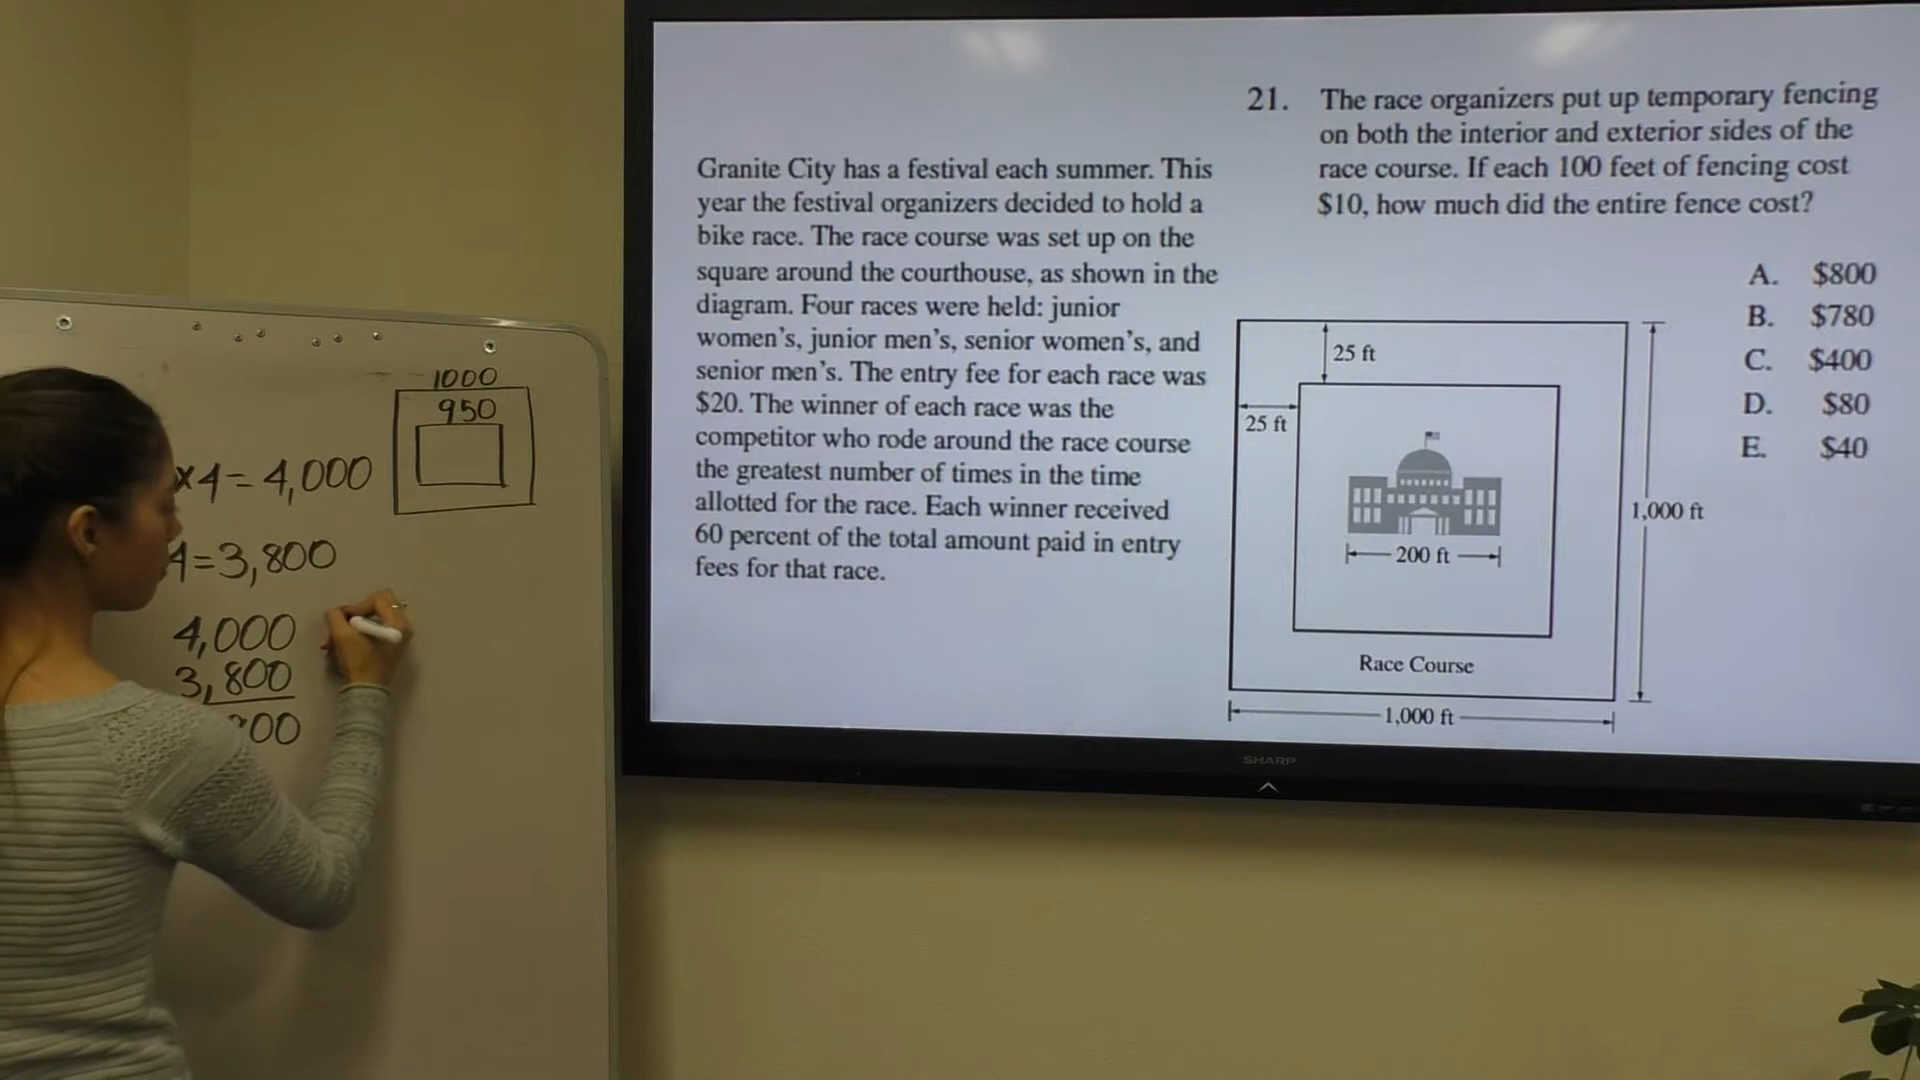 1000
950
×4=4,000
4=3,800
4,000
3,800
800
Granite City has a festival each summer. This
year the festival organizers decided to hold a
bike race. The race course was set up on the
square around the courthouse, as shown in the
diagram. Four races were held: junior
women's, junior men's, senior women's, and
senior men's. The entry fee for each race was
$20. The winner of each race was the
competitor who rode around the race course
the greatest number of times in the time
allotted for the race. Each winner received
60 percent of the total amount paid in entry
fees for that race.
21. The race organizers put up temporary fencing
on both the interior and exterior sides of the
race course. If each 100 feet of fencing cost
$10, how much did the entire fence cost?
A. $800
B. $780
C. $400
D. $80
E. $40
25 ft
25 ft
200 ft
1,000 ft
Race Course
1,000 ft
SHARP